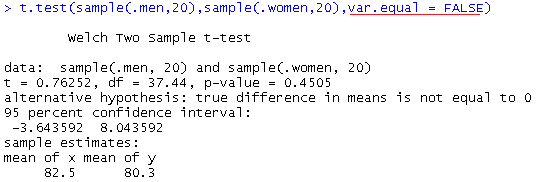 > t.test(sample(.men,20),sample(.women,20),var.equal = FALSE)
Welch Two Sample t-test
data:  sample(.men, 20) and sample(.women, 20)
t = 0.76252, df = 37.44, p-value = 0.4505
alternative hypothesis: true difference in means is not equal to 0
95 percent confidence interval:
-3.643592  8.043592
sample estimates:
mean of x mean of y
82.5      80.3